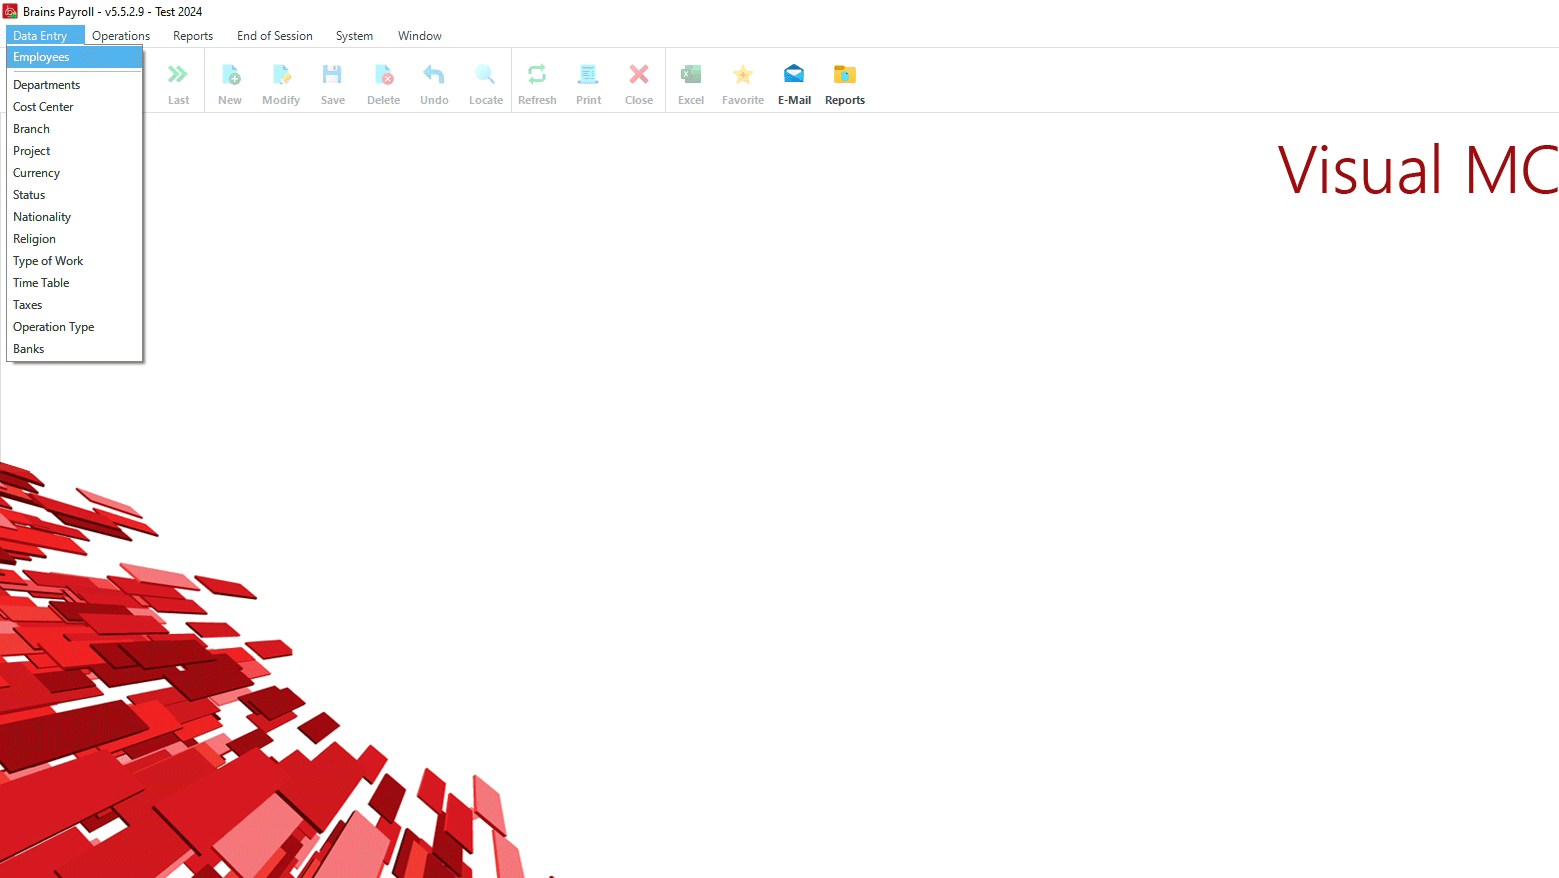 Brains Payroll - v5.5.2.9 - Test 2024
Data Entry Operations Reports End of Session System Window
Last New Modify Save Delete Undo Locate Refresh Print Close Excel Favorite E-Mail Reports
Employees
Departments
Cost Center
Branch
Project
Currency
Status
Nationality
Religion
Type of Work
Time Table
Taxes
Operation Type
Banks
Visual MC